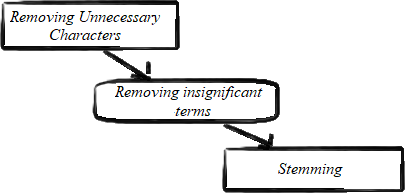 Removing Unnecessary
Characters
Removing insignificant
terms
Stemming